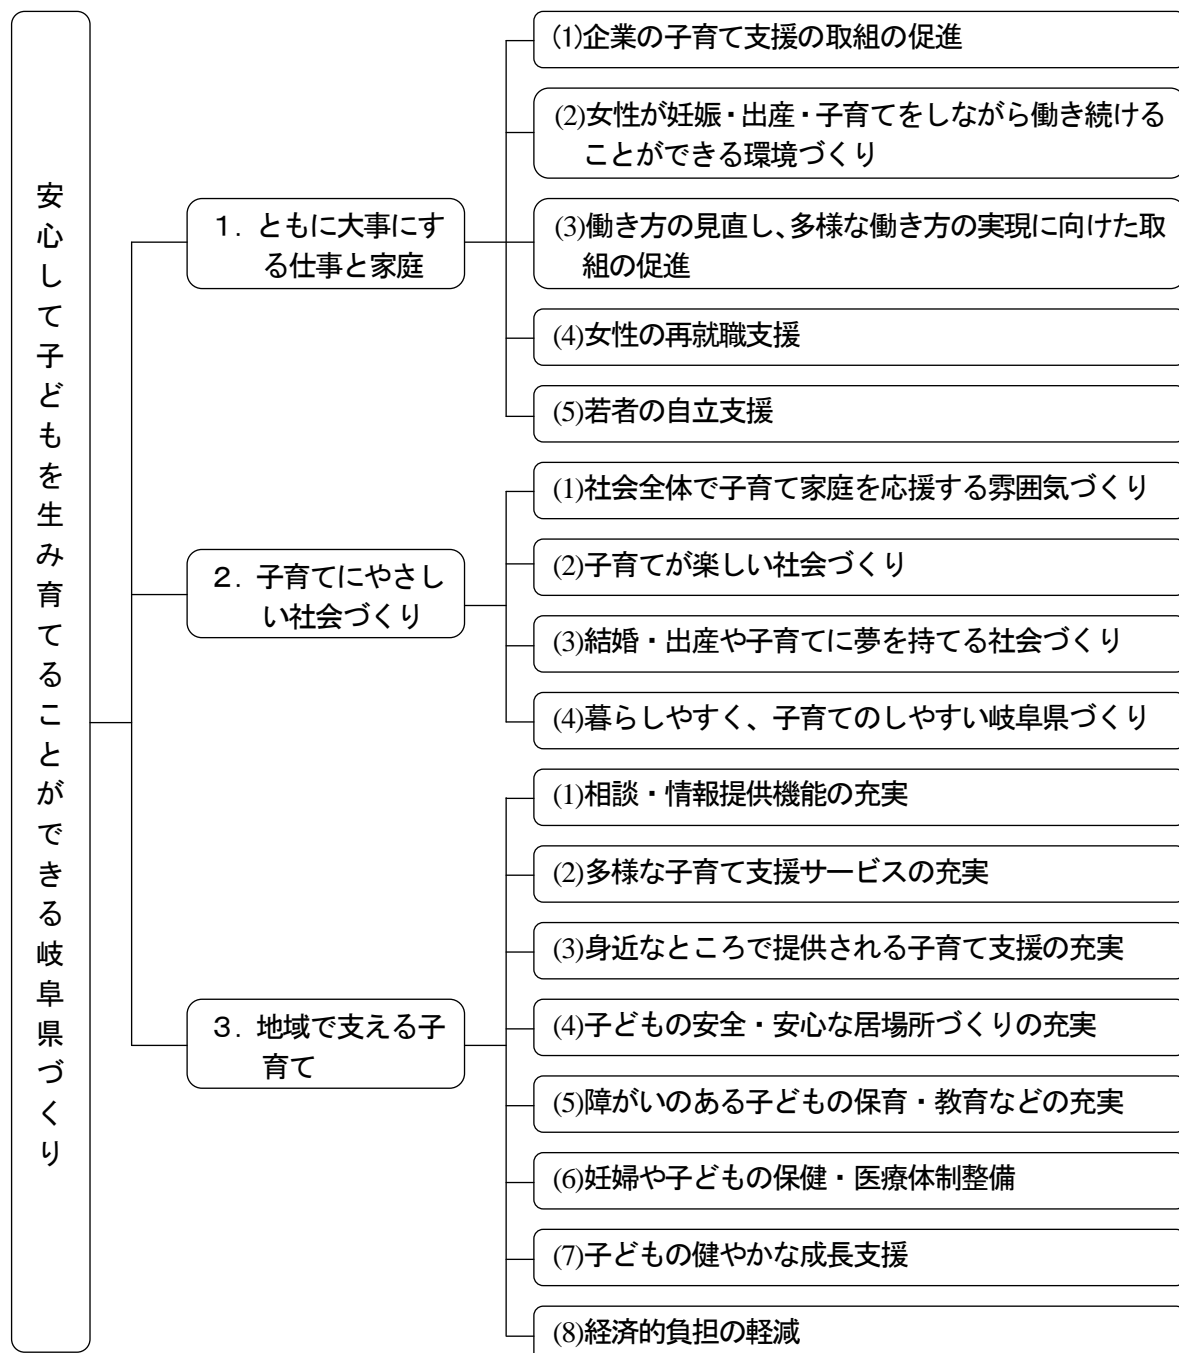 安心して子どもを生み育てることができる岐阜県づくり
1. ともに大事にす
る仕事と家庭
(1)企業の子育て支援の取組の促進
(2)女性が妊娠・出産・子育てをしながら働き続ける
ことができる環境づくり
(3)働き方の見直し、多様な働き方の実現に向けた取
組の促進
(4)女性の再就職支援
(5)若者の自立支援
2. 子育てにやさし
い社会づくり
(1)社会全体で子育て家庭を応援する雰囲気づくり
(2)子育てが楽しい社会づくり
(3)結婚・出産や子育てに夢を持てる社会づくり
(4)暮らしやすく、子育てのしやすい岐阜県づくり
3. 地域で支える子
育て
(1)相談・情報提供機能の充実
(2)多様な子育て支援サービスの充実
(3)身近なところで提供される子育て支援の充実
(4)子どもの安全・安心な居場所づくりの充実
(5)障がいのある子どもの保育・教育などの充実
(6)妊婦や子どもの保健・医療体制整備
(7)子どもの健やかな成長支援
(8)経済的負担の軽減